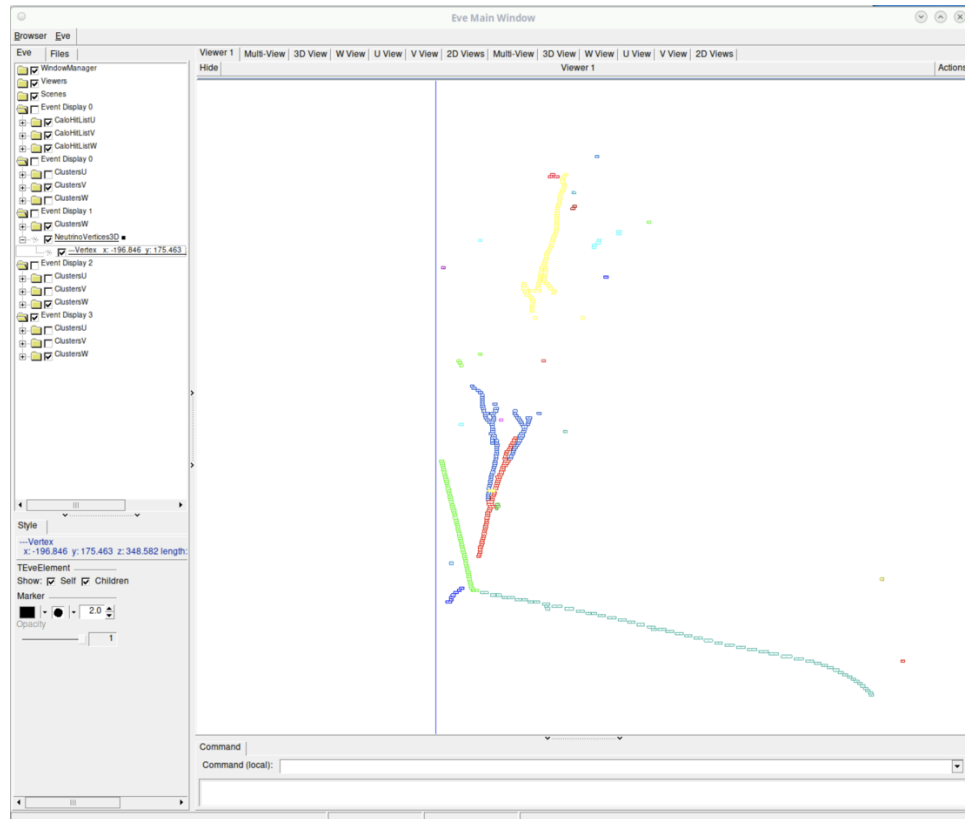 Eve Main Window
Browser Eve
Eve Files
WindowManager
Viewers
Scenes
Event Display 0
CaloHitListU
CaloHitListV
CaloHitListW
Event Display 0
ClustersU
ClustersV
ClustersW
Event Display 1
ClustersW
NeutrinoVertices3D
---Vertex x: -196.846 y: 175.463
Event Display 2
ClustersU
ClustersV
ClustersW
Event Display 3
ClustersU
ClustersV
ClustersW
Style
---Vertex
x: -196.846 y: 175.463 z: 348.582 length:
TEveElement
Show: Self Children
Marker
2.0
Opacity
1
Viewer 1 Multi-View 3D View W View U View V View 2D Views Multi-View 3D View W View U View V View 2D Views
Hide Viewer 1 Actions
Command
Command (local):